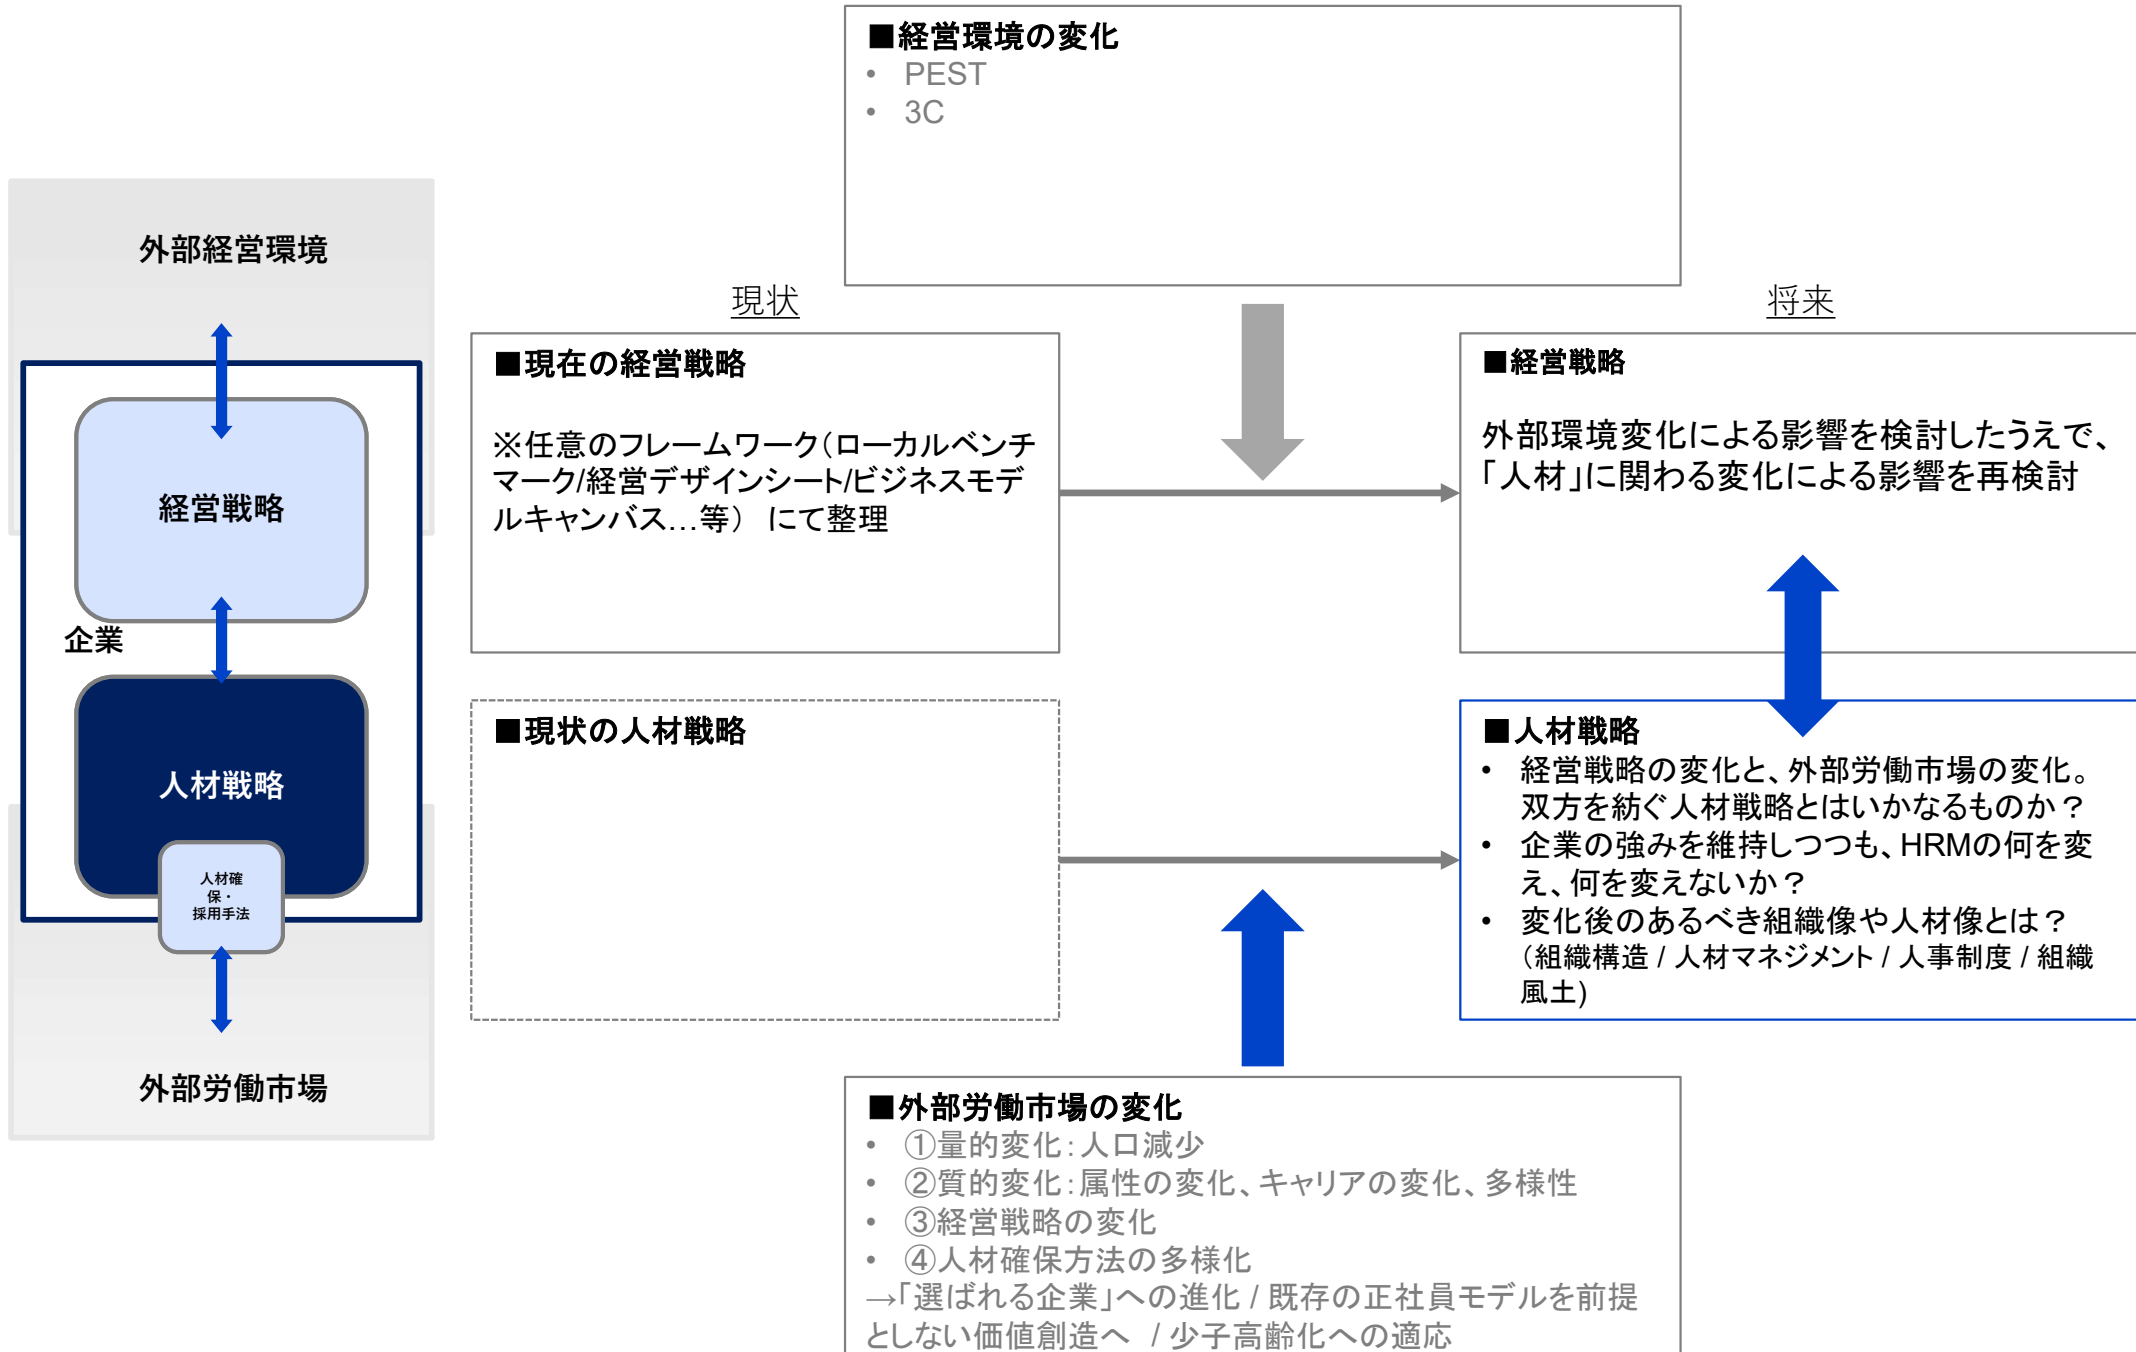 ■経営環境の変化
• PEST
• 3C
外部経営環境
経営戦略
企業
人材戦略
人材確
保・
採用手法
外部労働市場
現状
将来
■現在の経営戦略
※任意のフレームワーク（ローカルベンチ
マーク/経営デザインシート/ビジネスモデ
ルキャンバス…等） にて整理
■経営戦略
外部環境変化による影響を検討したうえで、
「人材」に関わる変化による影響を再検討
■現状の人材戦略
■人材戦略
• 経営戦略の変化と、外部労働市場の変化。
双方を紡ぐ人材戦略とはいかなるものか？
• 企業の強みを維持しつつも、HRMの何を変
え、何を変えないか？
• 変化後のあるべき組織像や人材像とは？
（組織構造 / 人材マネジメント / 人事制度 / 組織
風土)
■外部労働市場の変化
• ①量的変化：人口減少
• ②質的変化：属性の変化、キャリアの変化、多様性
• ③経営戦略の変化
• ④人材確保方法の多様化
→「選ばれる企業」への進化 / 既存の正社員モデルを前提
としない価値創造へ / 少子高齢化への適応